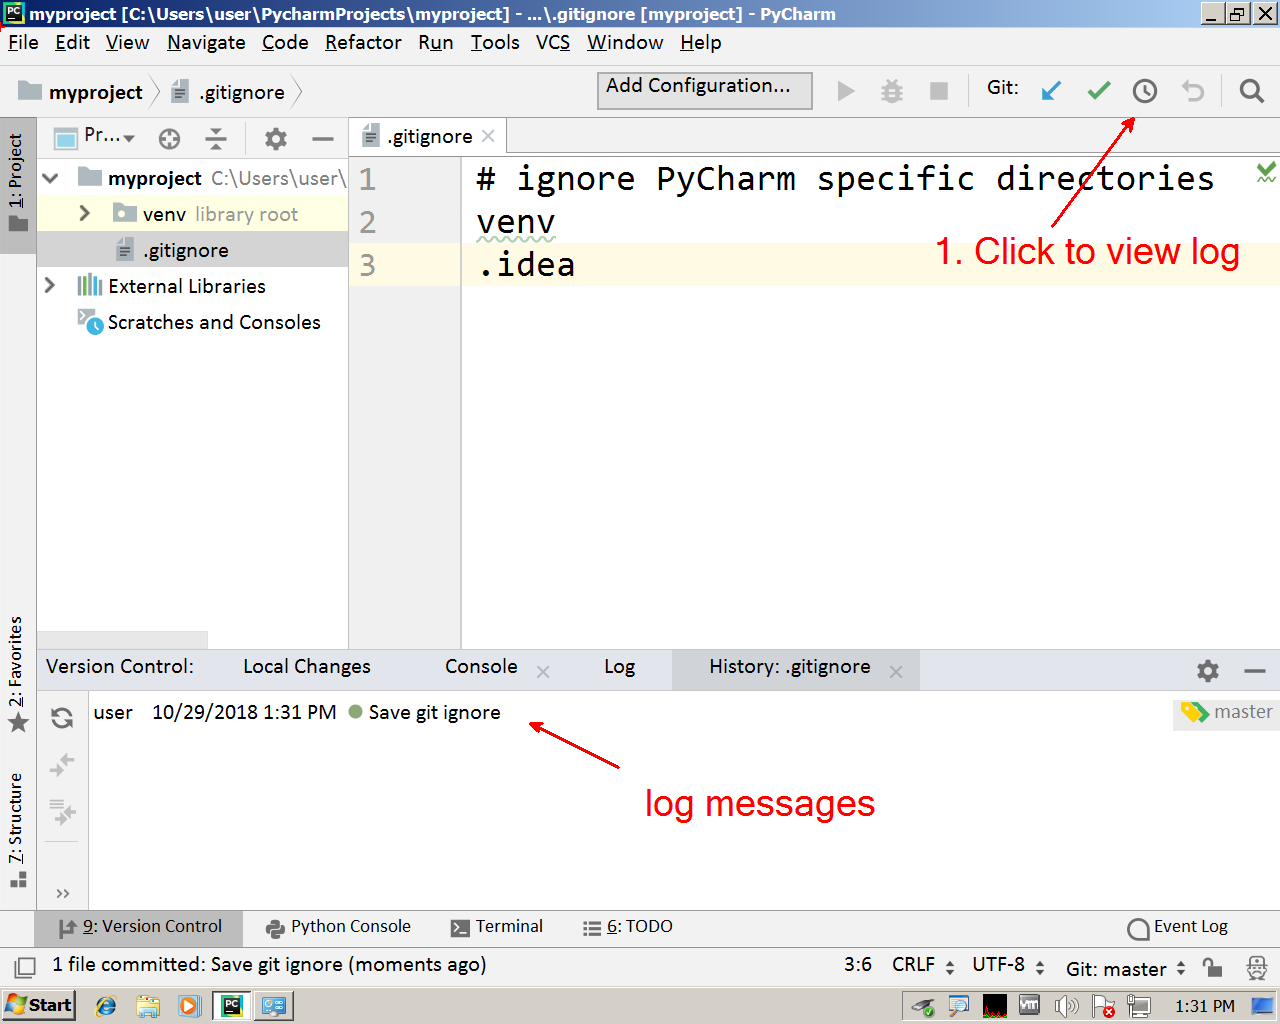 myproject [C:\Users\user\PycharmProjects\myproject] - ...\.gitignore [myproject] - PyCharm
File Edit View Navigate Code Refactor Run Tools VCS Window Help
myproject .gitignore Add Configuration... Git:
1: Project
Pr... .gitignore
myproject C:\Users\user\
venv library root
.gitignore
External Libraries
Scratches and Consoles
1 # ignore PyCharm specific directories
2 venv
3 .idea
1. Click to view log
2: Favorites
7: Structure
Version Control: Local Changes Console Log History: .gitignore
user 10/29/2018 1:31 PM Save git ignore master
log messages
9: Version Control Python Console Terminal 6: TODO Event Log
1 file committed: Save git ignore (moments ago) 3:6 CRLF UTF-8 Git: master
Start 1:31 PM